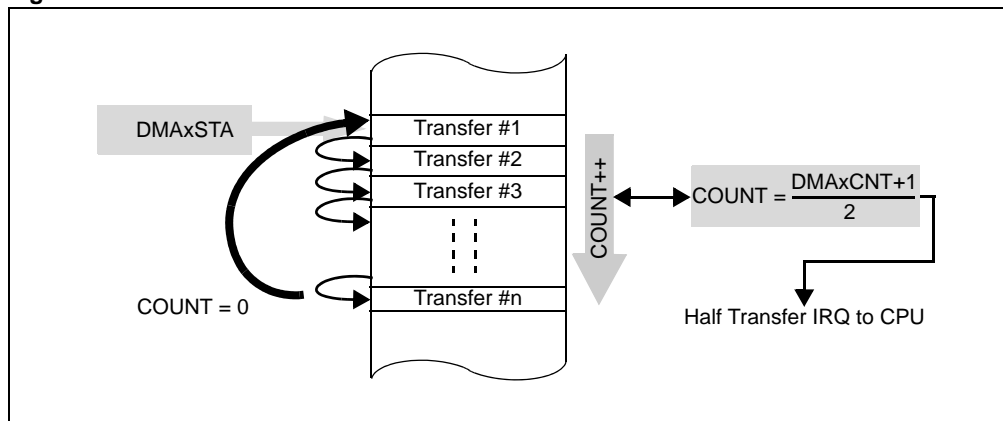 DMAxSTA
Transfer #1
Transfer #2
Transfer #3
Transfer #n
COUNT = 0
COUNT++
COUNT = DMAxCNT+1
2
Half Transfer IRQ to CPU